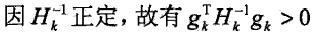 因 $H_k^{-1}$ 正定，故有 $g_k^{\mathrm{T}} H_k^{-1} g_k > 0$